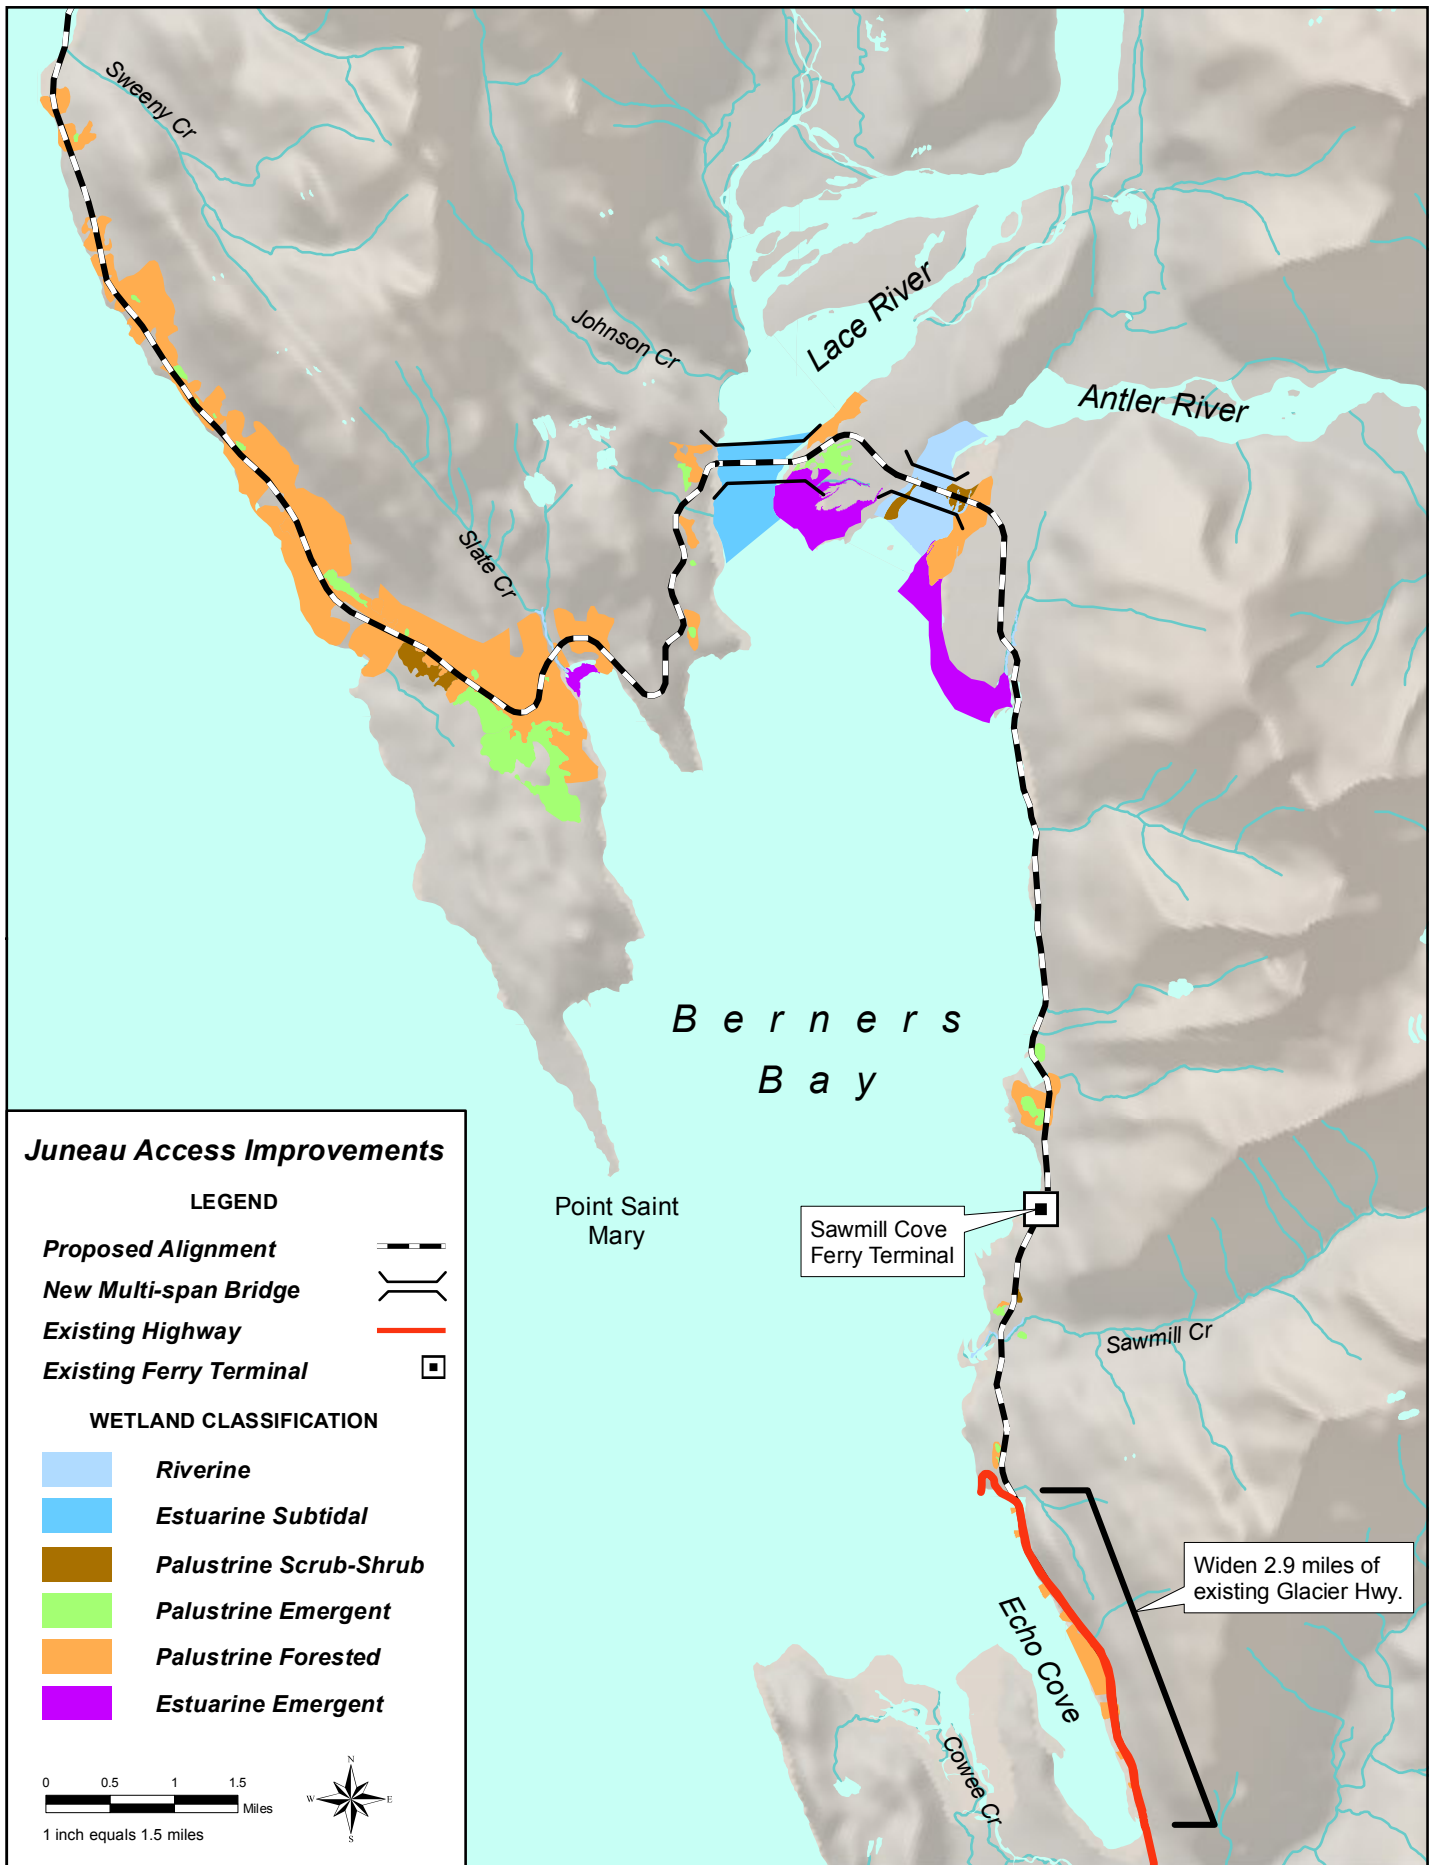 Sweeny Cr
Johnson Cr
Lace River
Antler River
Slate Cr
Berners
Bay
Point Saint
Mary
Sawmill Cove
Ferry Terminal
Sawmill Cr
Widen 2.9 miles of
existing Glacier Hwy.
Echo Cove
Cowee Cr
Juneau Access Improvements
LEGEND
Proposed Alignment
New Multi-span Bridge
Existing Highway
Existing Ferry Terminal
WETLAND CLASSIFICATION
Riverine
Estuarine Subtidal
Palustrine Scrub-Shrub
Palustrine Emergent
Palustrine Forested
Estuarine Emergent
0 0.5 1 1.5
Miles
1 inch equals 1.5 miles
N
W E
S